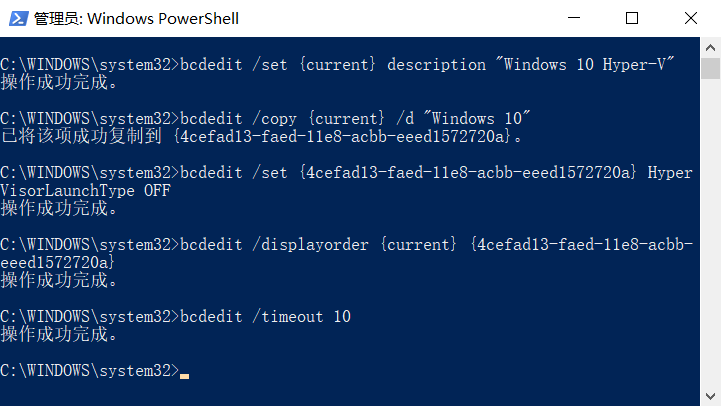 管理员: Windows PowerShell
C:\WINDOWS\system32>bcdedit /set {current} description "Windows 10 Hyper-V"
操作成功完成。
C:\WINDOWS\system32>bcdedit /copy {current} /d "Windows 10"
已将该项成功复制到 {4cefad13-faed-11e8-acbb-eeed1572720a}。
C:\WINDOWS\system32>bcdedit /set {4cefad13-faed-11e8-acbb-eeed1572720a} Hyper
VisorLaunchType OFF
操作成功完成。
C:\WINDOWS\system32>bcdedit /displayorder {current} {4cefad13-faed-11e8-acbb-
eeed1572720a}
操作成功完成。
C:\WINDOWS\system32>bcdedit /timeout 10
操作成功完成。
C:\WINDOWS\system32>